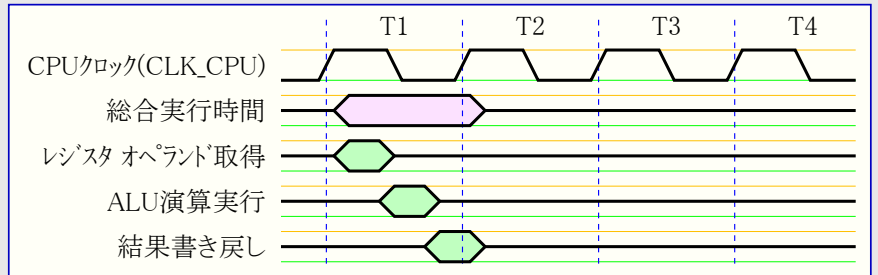 T1 T2 T3 T4
CPUｸﾛｯｸ(CLK_CPU)
総合実行時間
ﾚｼﾞｽﾀ ｵﾍﾟﾗﾝﾄﾞ取得
ALU演算実行
結果書き戻し